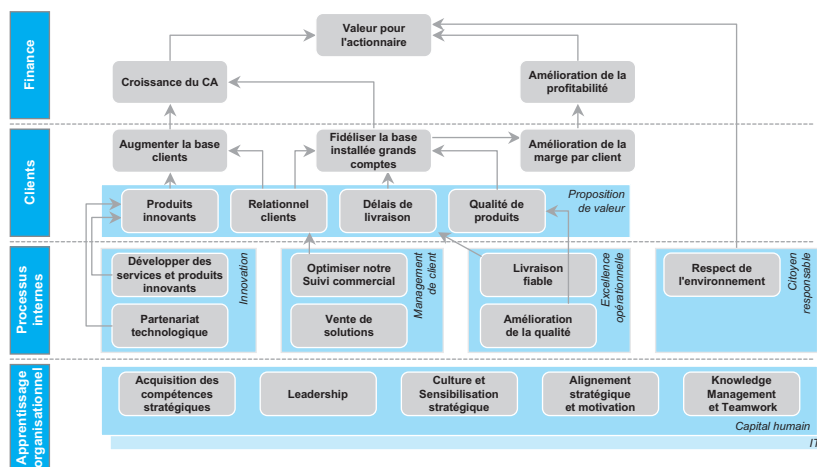 Finance
Valeur pour
l'actionnaire
Croissance du CA
Amélioration de la
profitabilité
Clients
Augmenter la base
clients
Fidéliser la base
installée grands
comptes
Amélioration de la
marge par client
Produits
innovants
Relationnel
clients
Délais de
livraison
Qualité de
produits
Proposition
de valeur
Processus
internes
Développer des
services et produits
innovants
Partenariat
technologique
Innovation
Optimiser notre
Suivi commercial
Vente de
solutions
Management
de client
Livraison
fiable
Amélioration
de la qualité
Excellence
opérationnelle
Respect de
l'environnement
Citoyen
responsable
Apprentissage
organisationnel
Acquisition des
compétences
stratégiques
Leadership
Culture et
Sensibilisation
stratégique
Alignement
stratégique
et motivation
Knowledge
Management
et Teamwork
Capital humain
IT